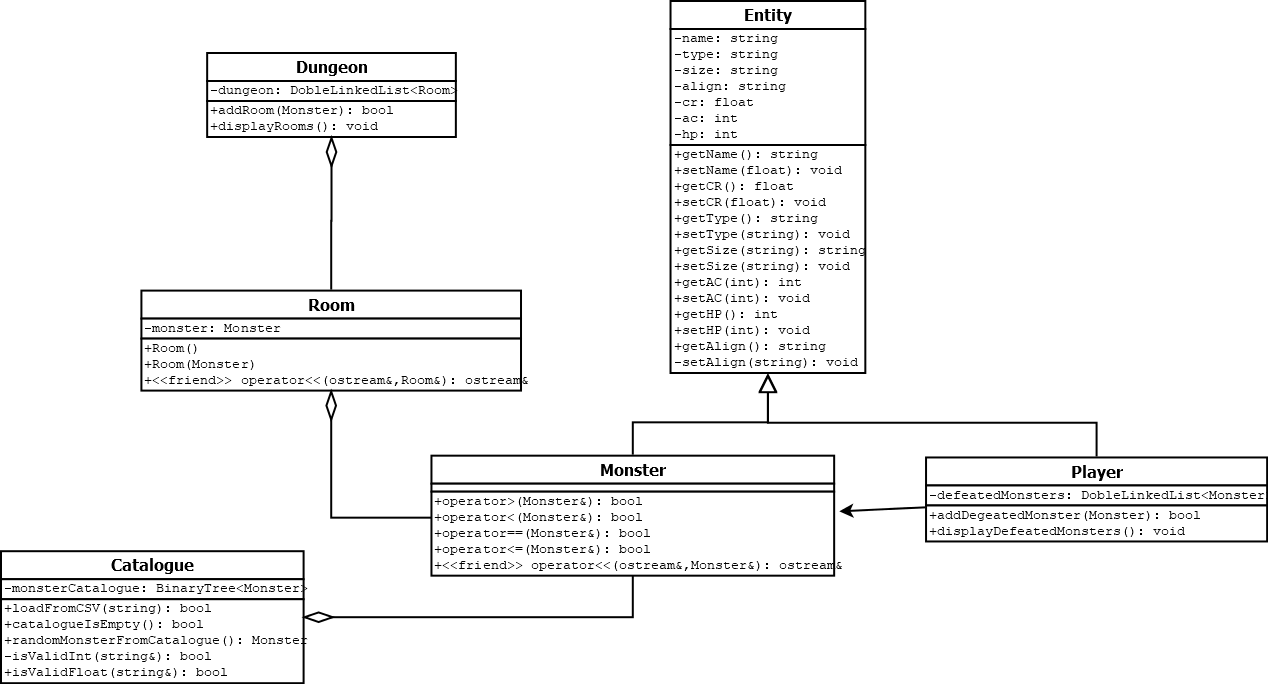 Entity
-name: string
-type: string
-size: string
-align: string
-cr: float
-ac: int
-hp: int
+getName(): string
+setName(float): void
+getCR(): float
+setCR(float): void
+getType(): string
+setType(string): void
+getSize(string): string
+setSize(string): void
+getAC(int): int
+setAC(int): void
+getHP(): int
+setHP(int): void
+getAlign(): string
-setAlign(string): void
Dungeon
-dungeon: DobleLinkedList<Room>
+addRoom(Monster): bool
+displayRooms(): void
Room
-monster: Monster
+Room()
+Room(Monster)
+<<friend>> operator<<(ostream&,Room&): ostream&
Monster
+operator>(Monster&): bool
+operator<(Monster&): bool
+operator==(Monster&): bool
+operator<=(Monster&): bool
+<<friend>> operator<<(ostream&,Monster&): ostream&
Player
-defeatedMonsters: DobleLinkedList<Monster
+addDegeatedMonster(Monster): bool
+displayDefeatedMonsters(): void
Catalogue
-monsterCatalogue: BinaryTree<Monster>
+loadFromCSV(string): bool
+catalogueIsEmpty(): bool
+randomMonsterFromCatalogue(): Monster
-isValidInt(string&): bool
+isValidFloat(string&): bool